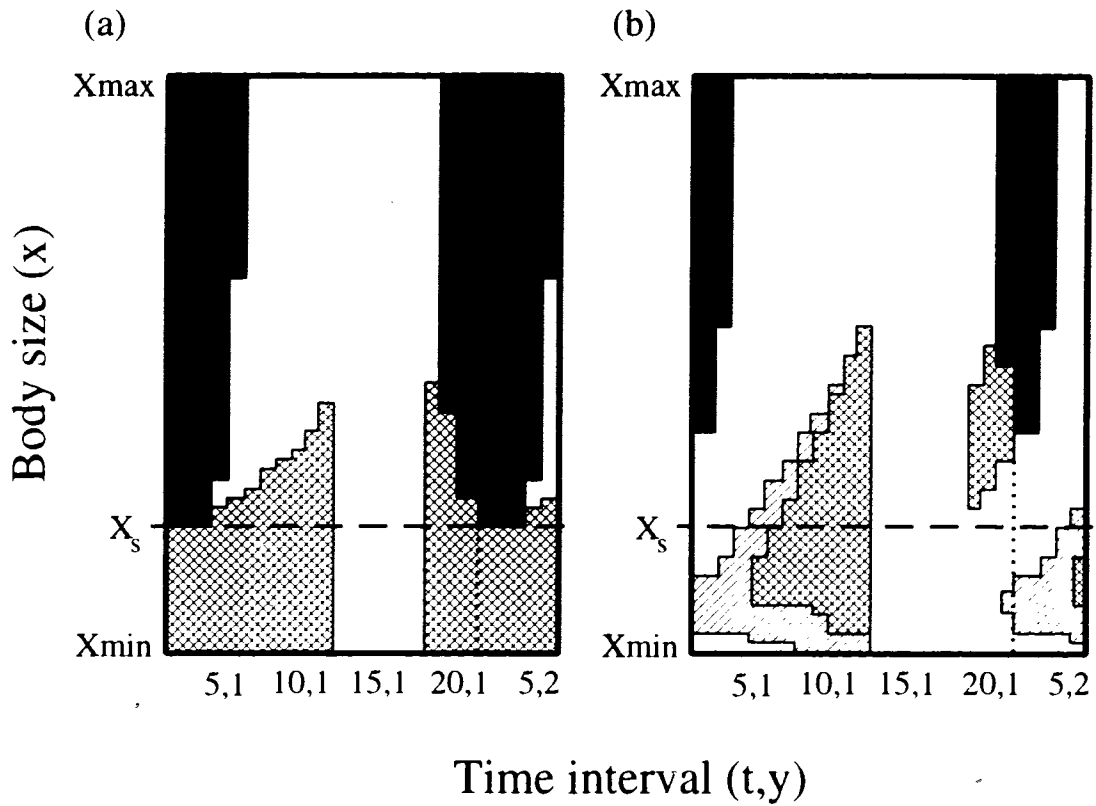 (a)
(b)
Xmax
Xmax
Body size (x)
Xs
Xs
Xmin
Xmin
5,1 10,1 15,1 20,1 5,2
5,1 10,1 15,1 20,1 5,2
Time interval (t,y)